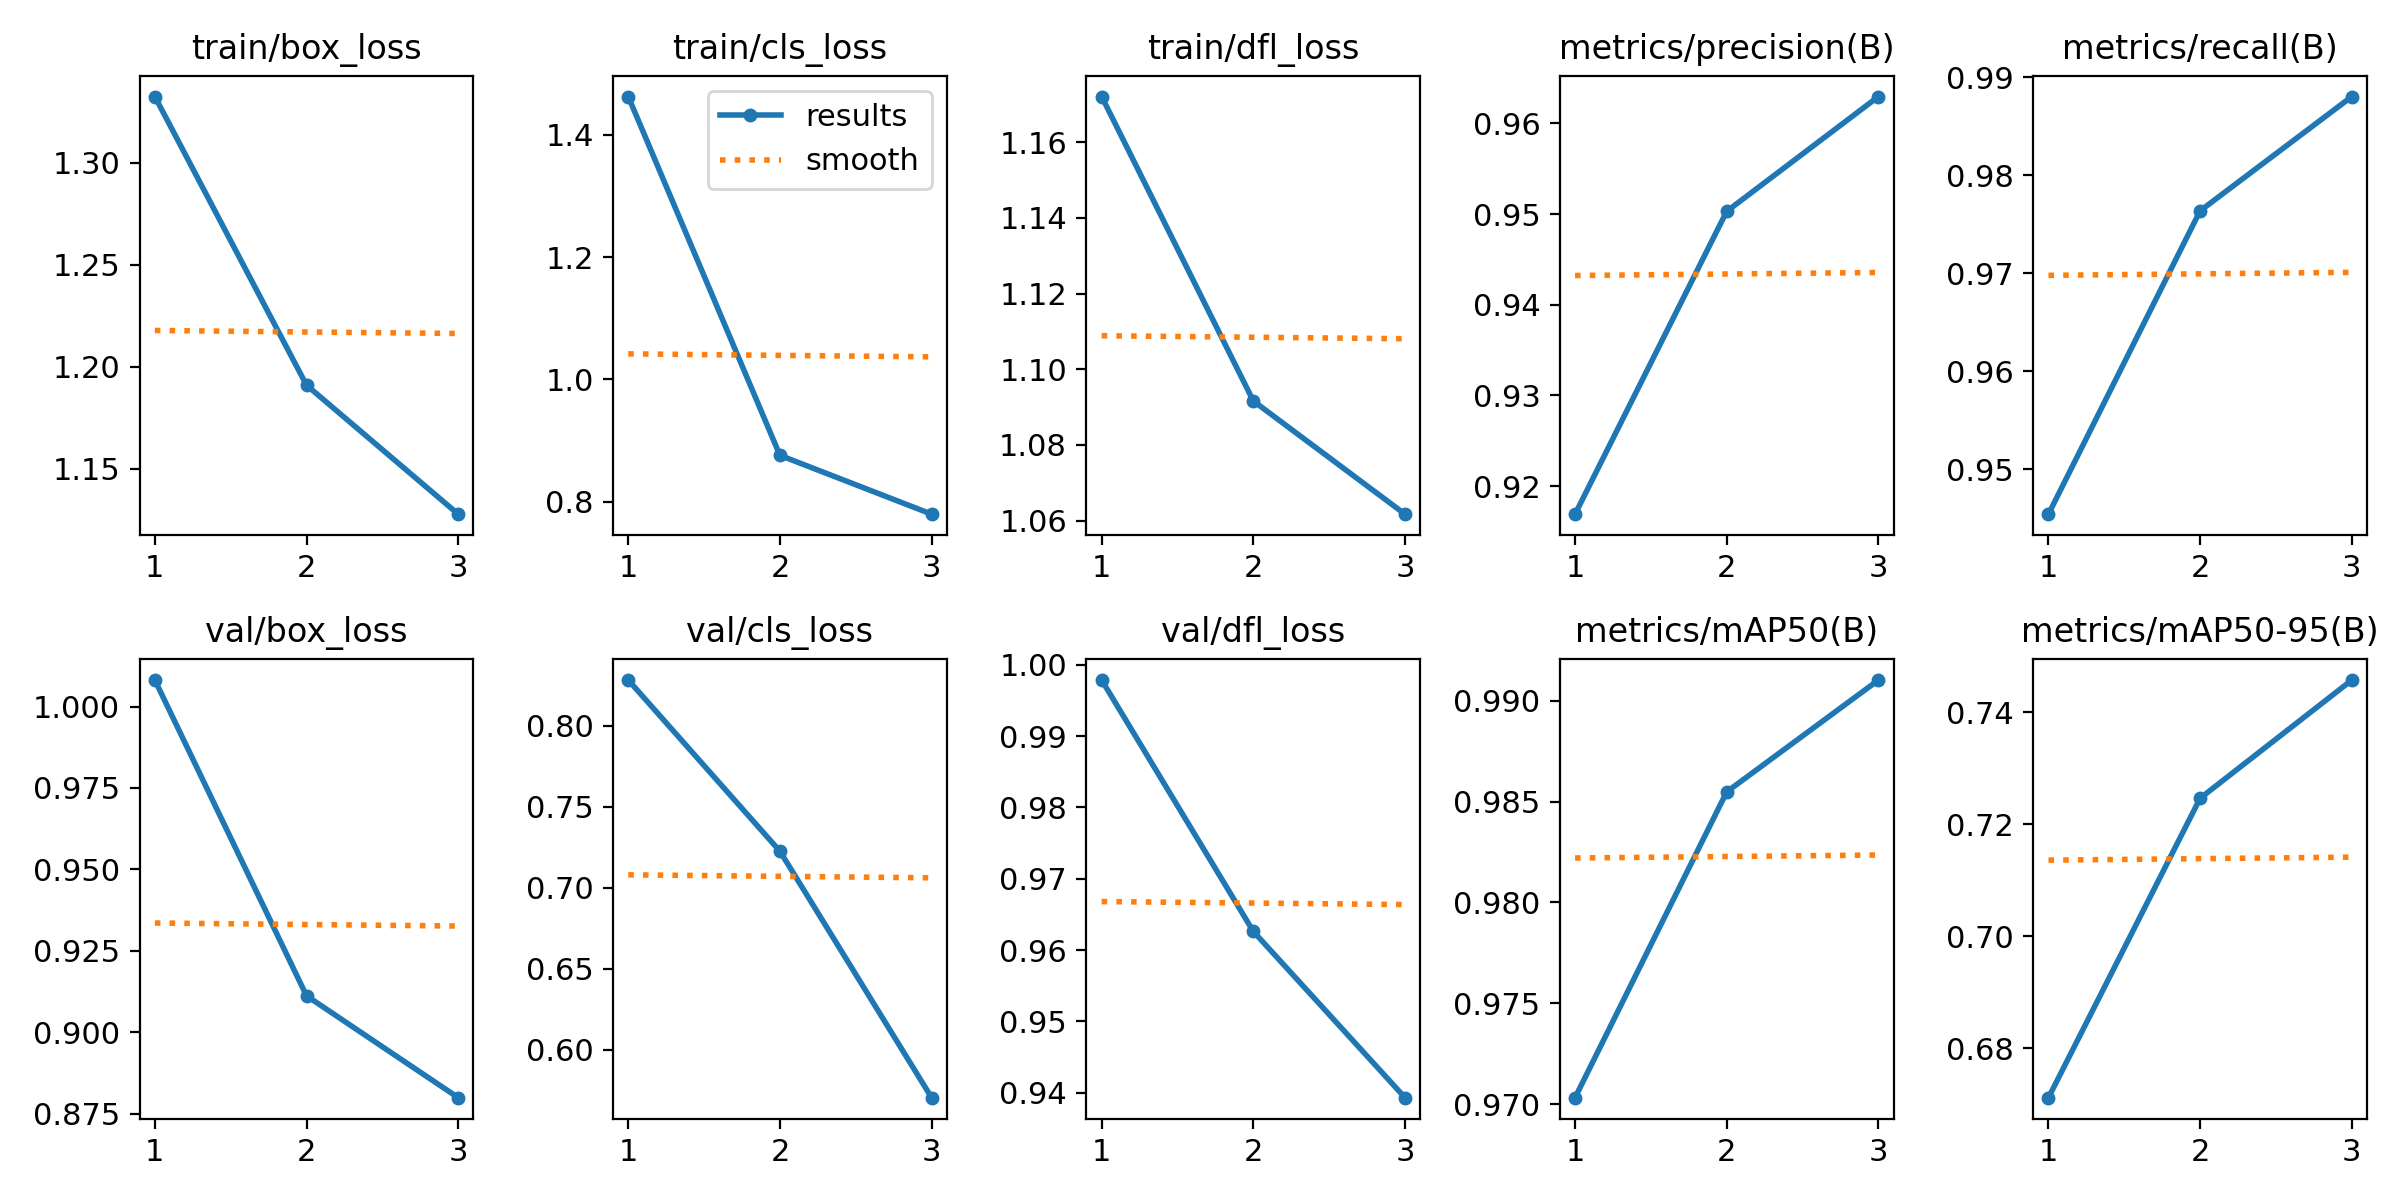 train/box_loss
1.30
1.25
1.20
1.15
1 2 3
train/cls_loss
results
smooth
1.4
1.2
1.0
0.8
1 2 3
train/dfl_loss
1.16
1.14
1.12
1.10
1.08
1.06
1 2 3
metrics/precision(B)
0.96
0.95
0.94
0.93
0.92
1 2 3
metrics/recall(B)
0.99
0.98
0.97
0.96
0.95
1 2 3
val/box_loss
1.000
0.975
0.950
0.925
0.900
0.875
1 2 3
val/cls_loss
0.80
0.75
0.70
0.65
0.60
1 2 3
val/dfl_loss
1.00
0.99
0.98
0.97
0.96
0.95
0.94
1 2 3
metrics/mAP50(B)
0.990
0.985
0.980
0.975
0.970
1 2 3
metrics/mAP50-95(B)
0.74
0.72
0.70
0.68
1 2 3